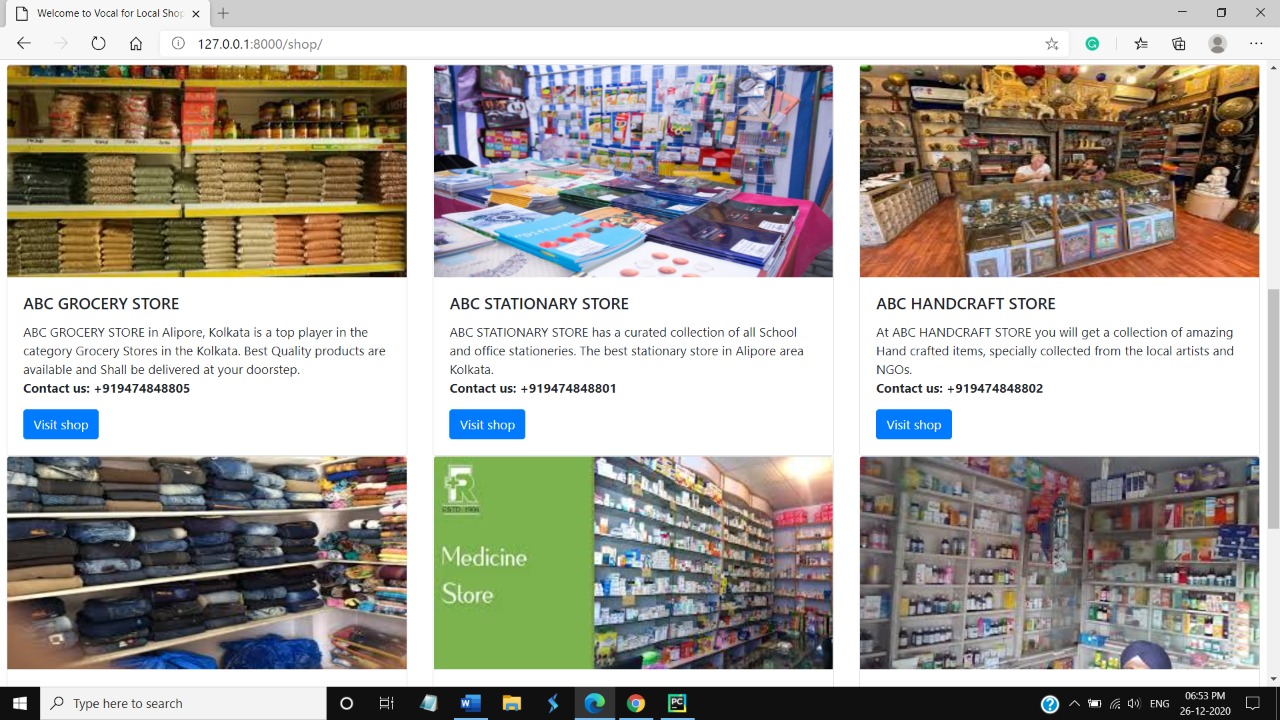 Welcome to Vocal for Local Shop
127.0.0.1:8000/shop/
ABC GROCERY STORE
ABC GROCERY STORE in Alipore, Kolkata is a top player in the
category Grocery Stores in the Kolkata. Best Quality products are
available and Shall be delivered at your doorstep.
Contact us: +919474848805
Visit shop
ABC STATIONARY STORE
ABC STATIONARY STORE has a curated collection of all School
and office stationeries. The best stationary store in Alipore area
Kolkata.
Contact us: +919474848801
Visit shop
ABC HANDCRAFT STORE
At ABC HANDCRAFT STORE you will get a collection of amazing
Hand crafted items, specially collected from the local artists and
NGOs.
Contact us: +919474848802
Visit shop
R
Medicine
Store
Type here to search
ENG
06:53 PM
26-12-2020